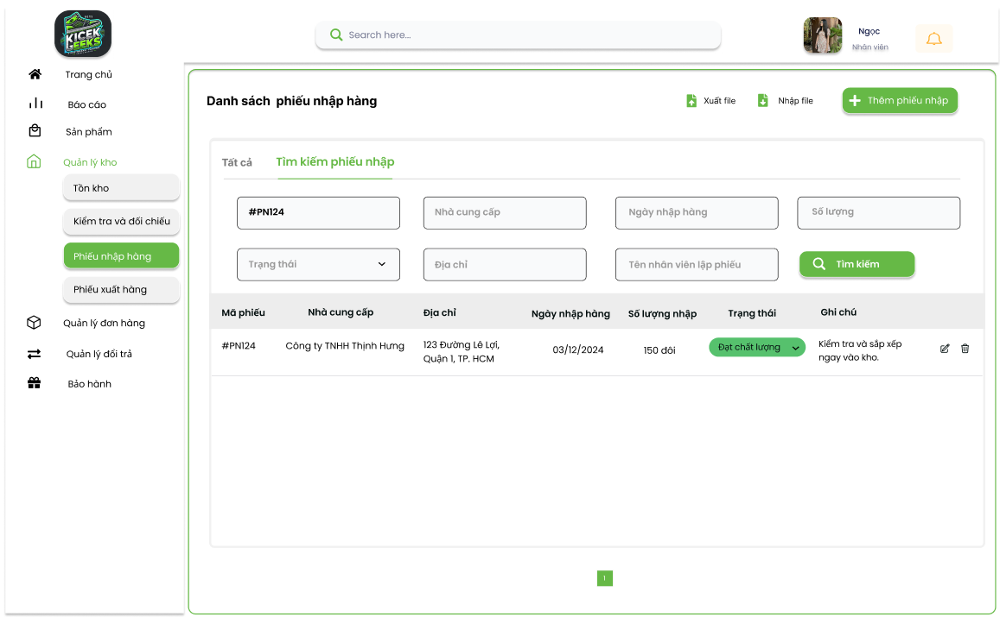 KICEK
GEEKS
Search here...
Ngọc
Nhân viên
Trang chủ
Báo cáo
Sản phẩm
Quản lý kho
Tồn kho
Kiểm tra và đối chiếu
Phiếu nhập hàng
Phiếu xuất hàng
Quản lý đơn hàng
Quản lý đổi trả
Bảo hành
Danh sách phiếu nhập hàng
Xuất file
Nhập file
Thêm phiếu nhập
Tất cả
Tìm kiếm phiếu nhập
#PN124
Nhà cung cấp
Ngày nhập hàng
Số lượng
Trạng thái
Địa chỉ
Tên nhân viên lập phiếu
Tìm kiếm
Mã phiếu Nhà cung cấp Địa chỉ Ngày nhập hàng Số lượng nhập Trạng thái Ghi chú
#PN124
Công ty TNHH Thịnh Hưng
123 Đường Lê Lợi,
Quận 1, TP. HCM
03/12/2024
150 đôi
Đạt chất lượng
Kiểm tra và sắp xếp
ngay vào kho.
1